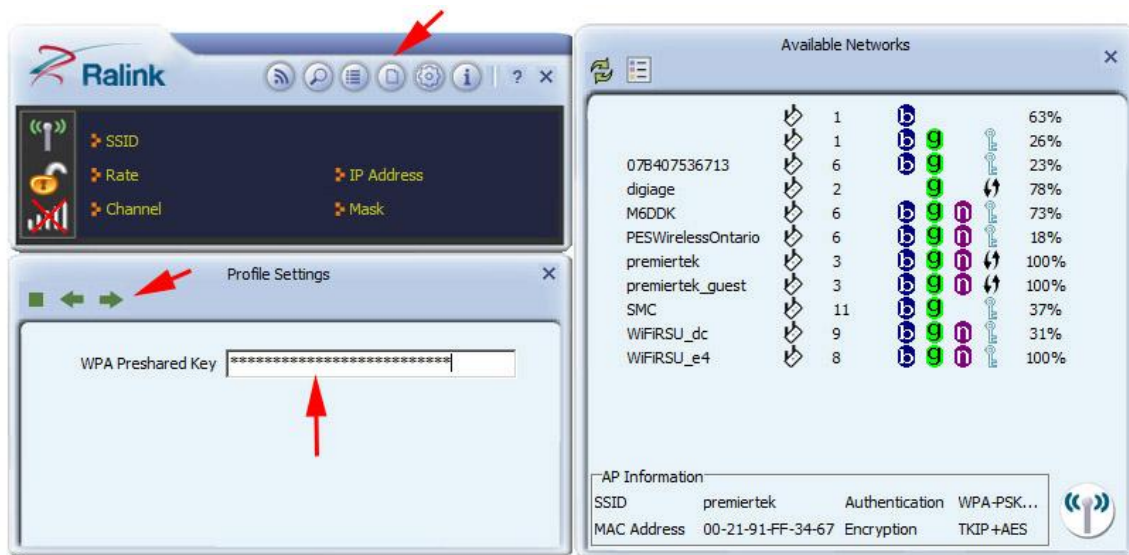 Ralink
? ×
SSID
Rate IP Address
Channel Mask
Profile Settings
WPA Preshared Key **************************
Available Networks
1 b 63%
1 b g 26%
07B407536713 6 b g 23%
digiage 2 g 78%
M6DDK 6 b g n 73%
PESWirelessOntario 6 b g n 18%
premiertek 3 b g n 100%
premiertek_guest 3 b g n 100%
SMC 11 b g 37%
WiFiRSU_dc 9 b g n 31%
WiFiRSU_e4 8 b g n 100%
AP Information
SSID premiertek Authentication WPA-PSK...
MAC Address 00-21-91-FF-34-67 Encryption TKIP+AES